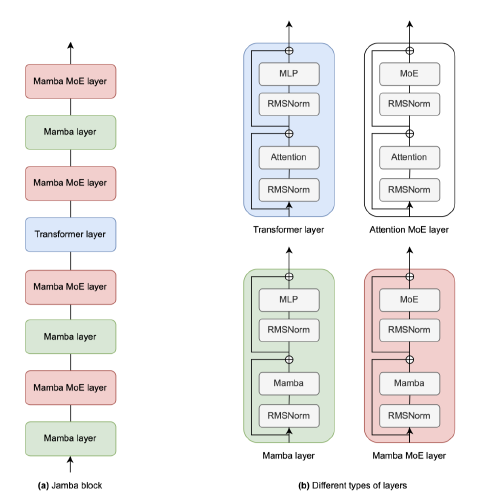 Mamba MoE layer
Mamba layer
Mamba MoE layer
Transformer layer
Mamba MoE layer
Mamba layer
Mamba MoE layer
Mamba layer
(a) Jamba block
MLP
RMSNorm
Attention
RMSNorm
Transformer layer
MoE
RMSNorm
Attention
RMSNorm
Attention MoE layer
MLP
RMSNorm
Mamba
RMSNorm
Mamba layer
MoE
RMSNorm
Mamba
RMSNorm
Mamba MoE layer
(b) Different types of layers